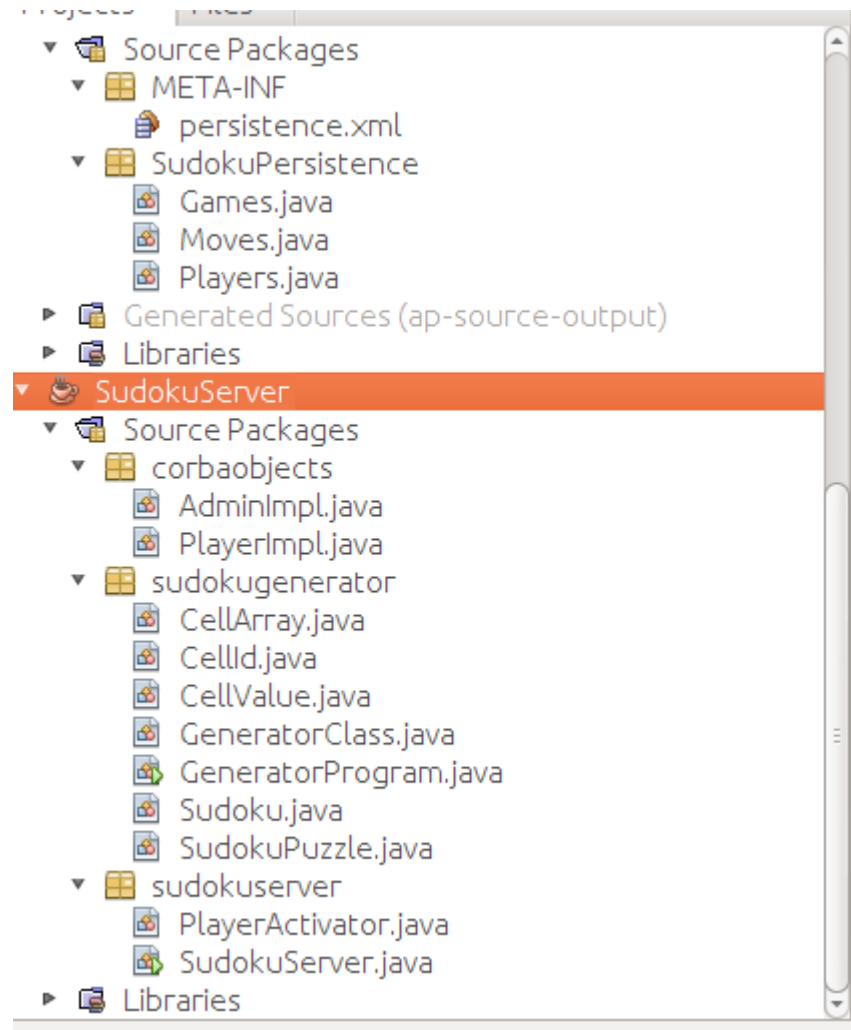 Projects Files
Source Packages
META-INF
persistence.xml
SudokuPersistence
Games.java
Moves.java
Players.java
Generated Sources (ap-source-output)
Libraries
SudokuServer
Source Packages
corbaobjects
AdminImpl.java
PlayerImpl.java
sudokugenerator
CellArray.java
CellId.java
CellValue.java
GeneratorClass.java
GeneratorProgram.java
Sudoku.java
SudokuPuzzle.java
sudokuserver
PlayerActivator.java
SudokuServer.java
Libraries